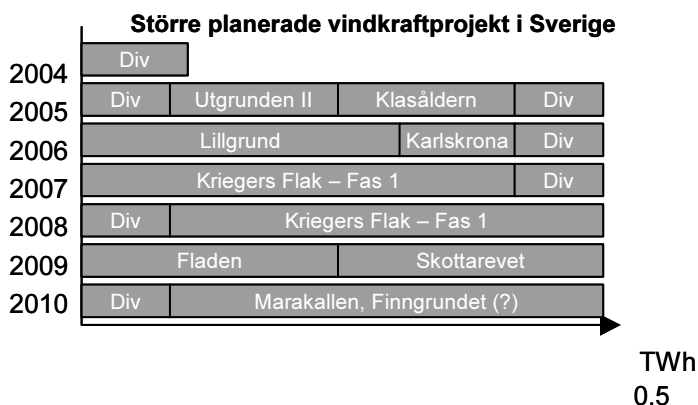 Större planerade vindkraftprojekt i Sverige
2004 Div
2005 Div Utgrunden II Klasåldern Div
2006 Lillgrund Karlskrona Div
2007 Kriegers Flak – Fas 1 Div
2008 Div Kriegers Flak – Fas 1
2009 Fladen Skottarevet
2010 Div Marakallen, Finngrundet (?)
TWh
0.5